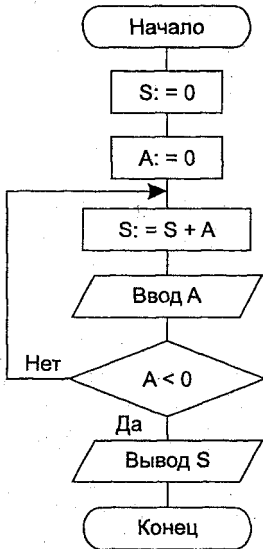 Начало
S: = 0
A: = 0
S: = S + A
Ввод A
Нет
A < 0
Да
Вывод S
Конец